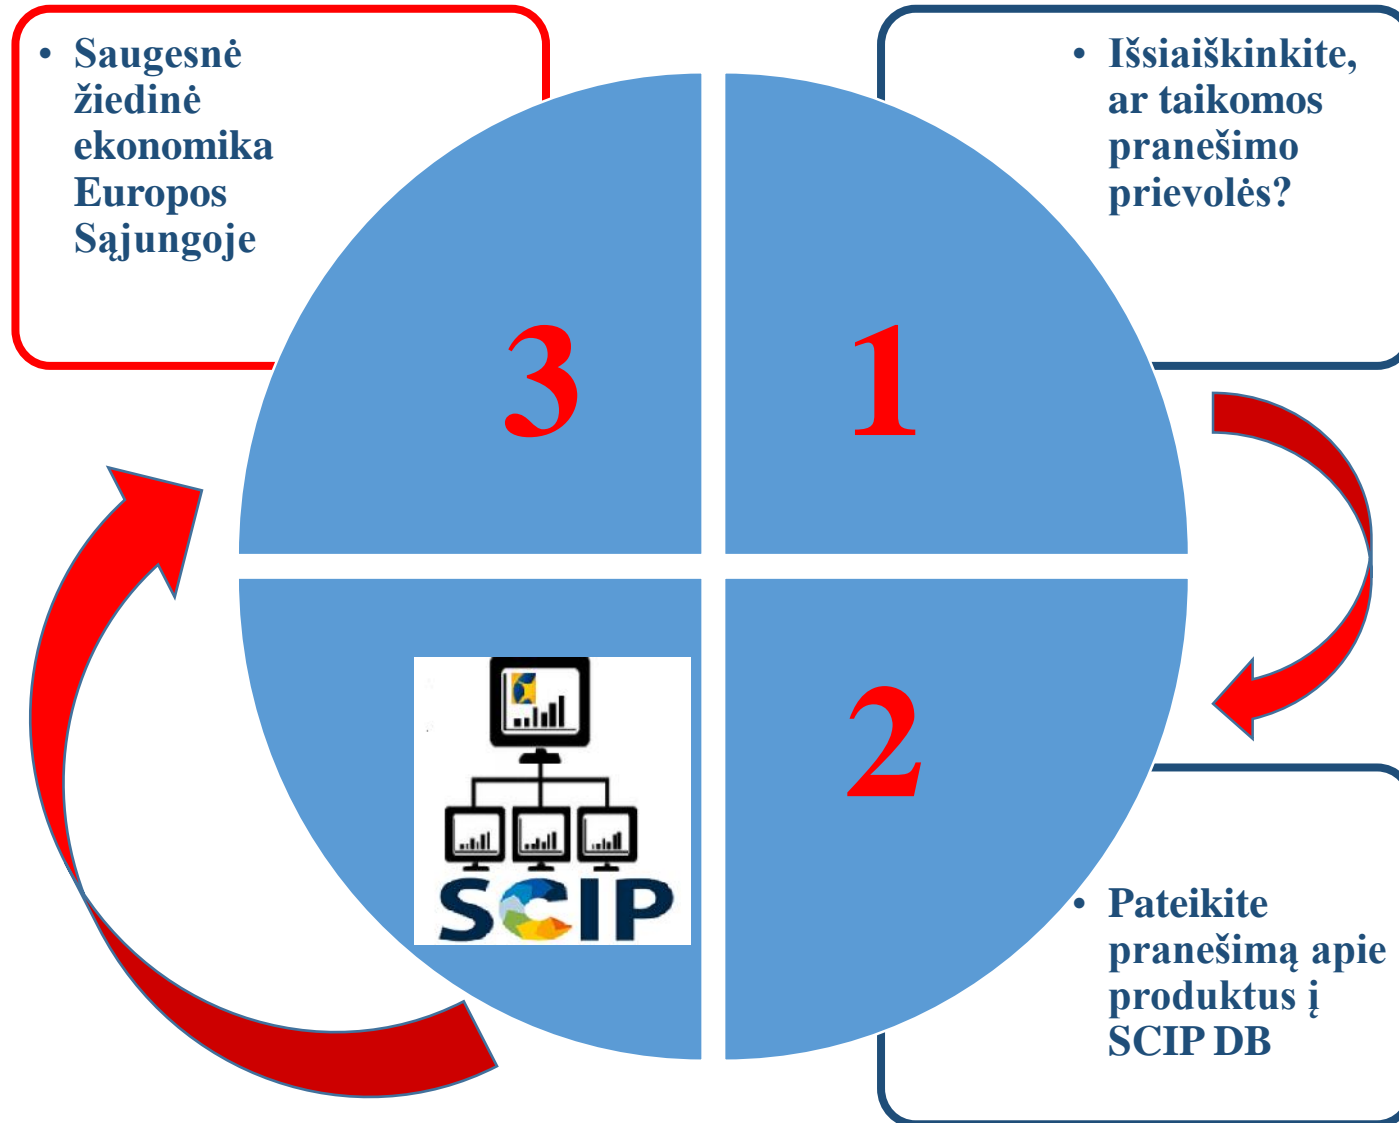 • Saugesnė
žiedinė
ekonomika
Europos
Sąjungoje
• Išsiaiškinkite,
ar taikomos
pranešimo
prievolės?
3
1
2
SCIP
• Pateikite
pranešimą apie
produktus į
SCIP DB